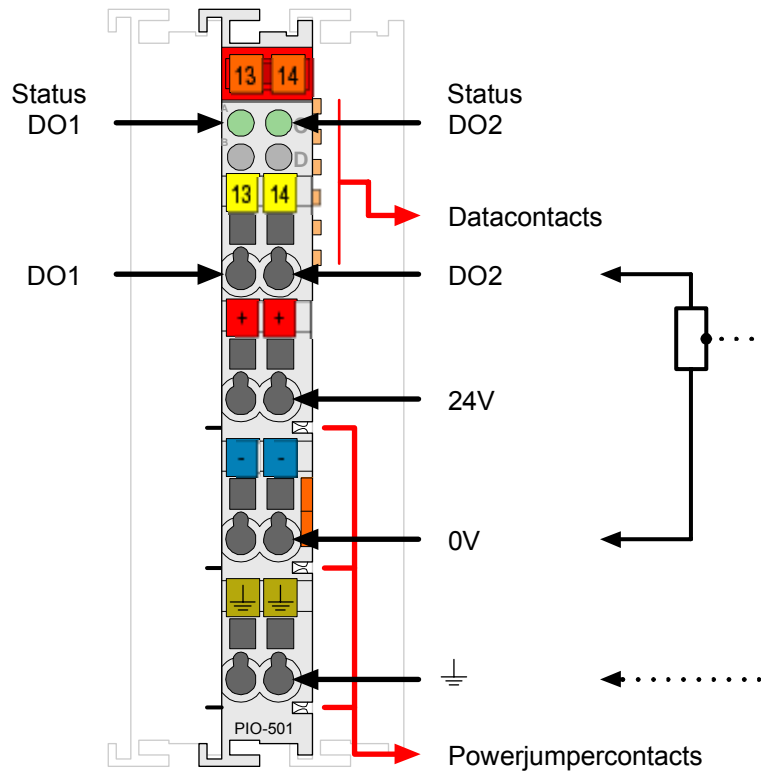 13 14
Status DO1
Status DO2
A
C
B
D
13 14
Datacontacts
DO1
DO2
+ +
24V
- -
0V
PIO-501
Powerjumpercontacts